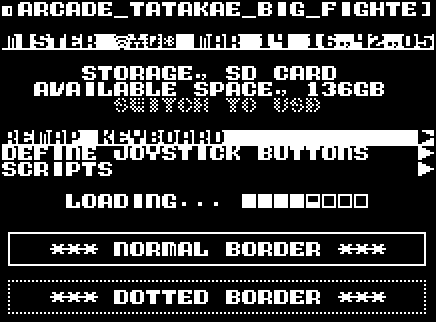 ARCADE_TATAKAE_BIG_FIGHTE]
MISTER MAR 14 16:42:05
STORAGE: SD CARD
AVAILABLE SPACE: 136GB
SWITCH TO USB
REMAP KEYBOARD
DEFINE JOYSTICK BUTTONS
SCRIPTS
LOADING...
*** NORMAL BORDER ***
*** DOTTED BORDER ***